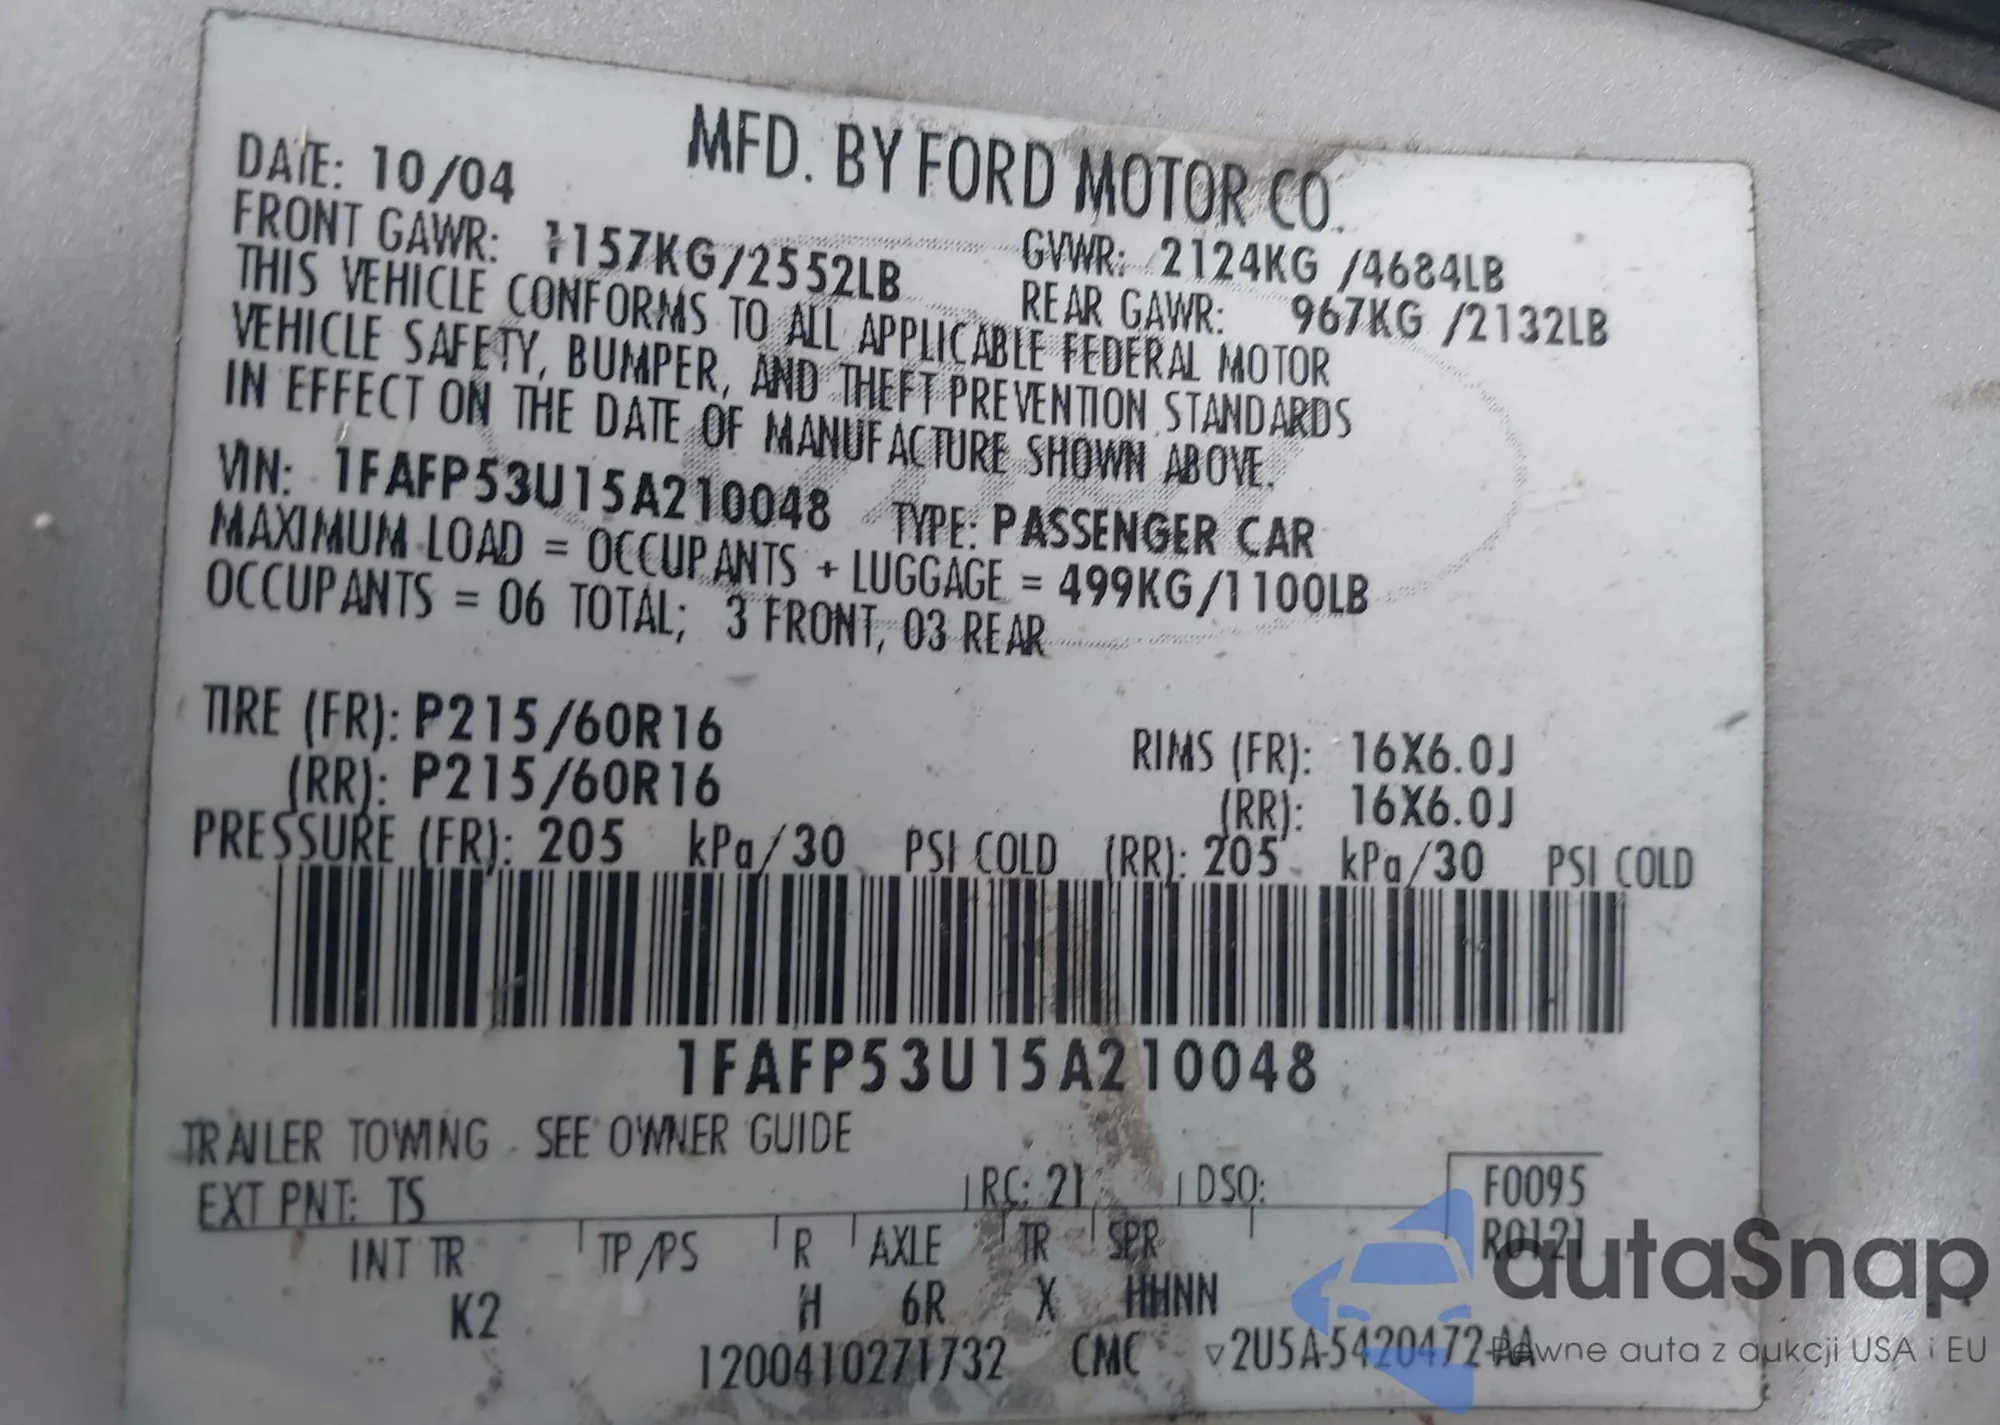 MFD. BY FORD MOTOR CO.
DATE: 10/04
FRONT GAWR: 1157KG/2552LB GVWR: 2124KG /4684LB
REAR GAWR: 967KG /2132LB
THIS VEHICLE CONFORMS TO ALL APPLICABLE FEDERAL MOTOR
VEHICLE SAFETY, BUMPER, AND THEFT PREVENTION STANDARDS
IN EFFECT ON THE DATE OF MANUFACTURE SHOWN ABOVE.
VIN: 1FAFP53U15A210048 TYPE: PASSENGER CAR
MAXIMUM LOAD = OCCUPANTS + LUGGAGE = 499KG/1100LB
OCCUPANTS = 06 TOTAL; 3 FRONT, 03 REAR
TIRE (FR): P215/60R16 RIMS (FR): 16X6.0J
(RR): P215/60R16 (RR): 16X6.0J
PRESSURE (FR): 205 kPa/30 PSI COLD (RR): 205 kPa/30 PSI COLD
1FAFP53U15A210048
TRAILER TOWING - SEE OWNER GUIDE
EXT PNT: TS RC: 21 DSO: F0095
R0121
INT TR TP/PS R AXLE TR SPR
K2 H 6R X HHNN
1200410271732 CMC ▽2U5A-5420472-AA
autaSnap
Pewne auta z aukcji USA i EU